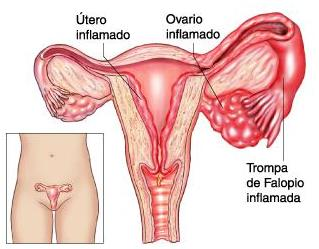 Útero
inflamado
Ovario
inflamado
Trompa
de Falopio
inflamada